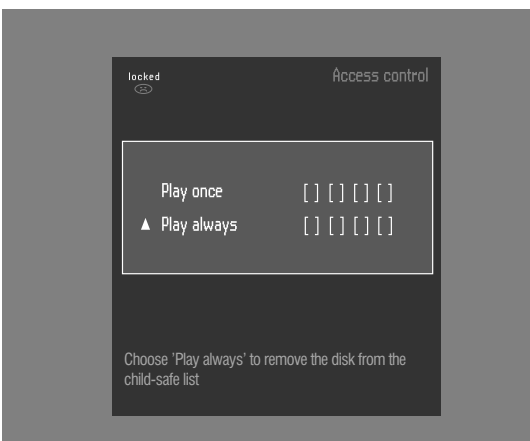 locked
Access control
Play once [ ] [ ] [ ] [ ]
▲ Play always [ ] [ ] [ ] [ ]
Choose 'Play always' to remove the disk from the
child-safe list